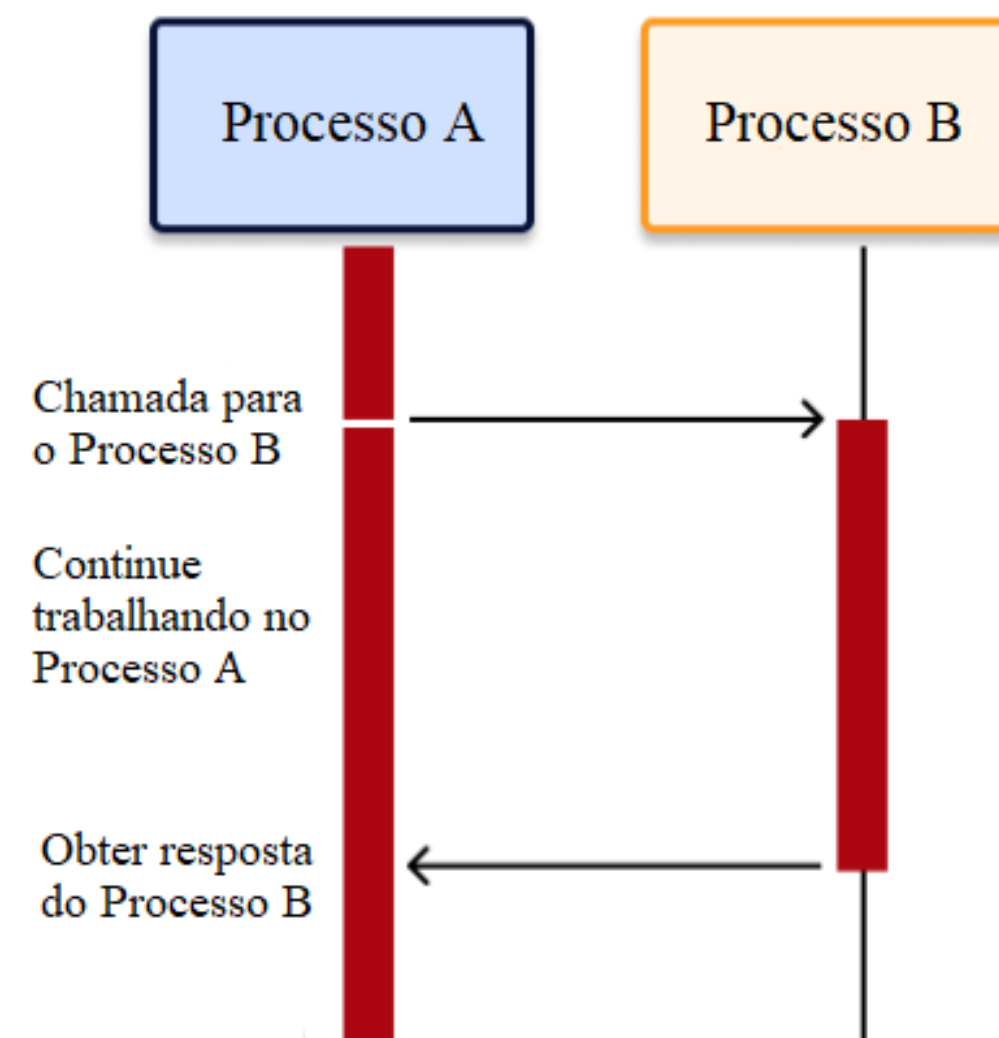 Processo A
Processo B
Chamada para
o Processo B
Continue
trabalhando no
Processo A
Obter resposta
do Processo B